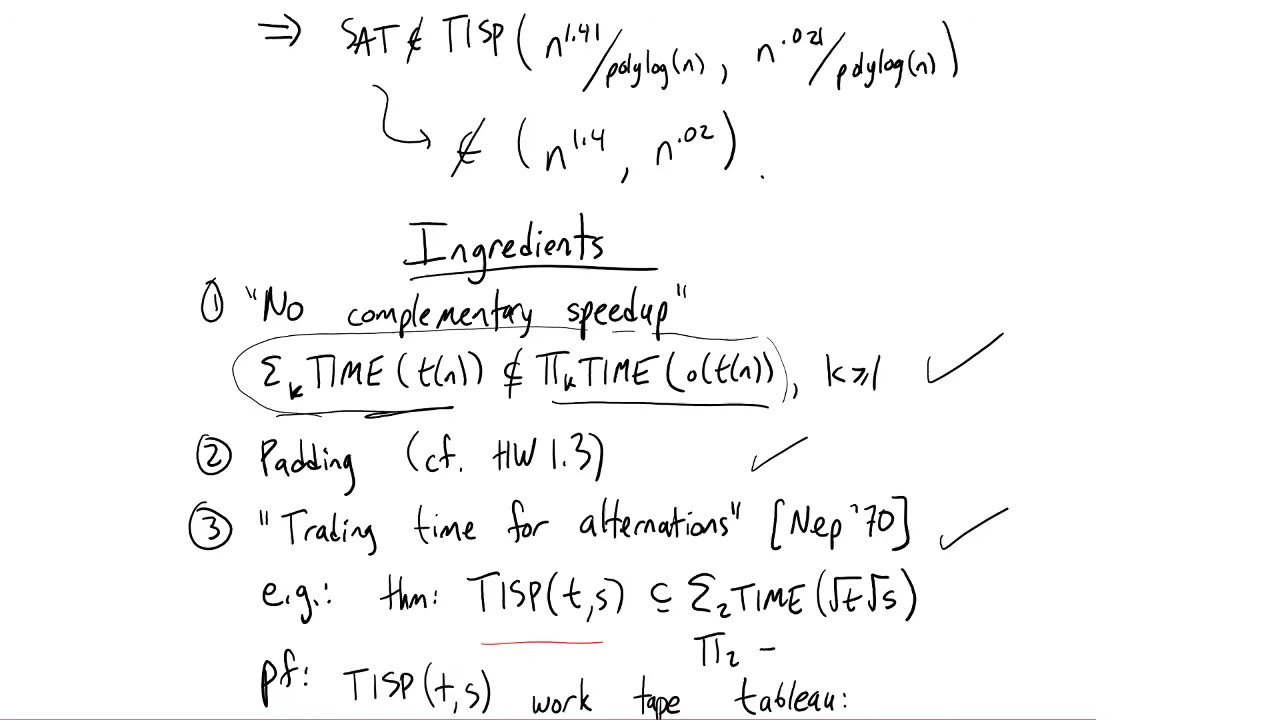 ⇒ SAT ∉ TISP( n^1.41/polylog(n), n^.021/polylog(n) )
↳ ∉ ( n^1.4, n^.02 ).
Ingredients
① "No complementary speedup"
Σ_k TIME(t(n)) ⊄ Π_k TIME(o(t(n))), k ≥ 1 ✓
② Padding (cf. HW 1.3) ✓
③ "Trading time for alternations" [Nep '70] ✓
e.g.: thm: TISP(t,s) ⊆ Σ_2 TIME(√t√s)
Π_2 -
pf: TISP(t,s) work tape tableau: